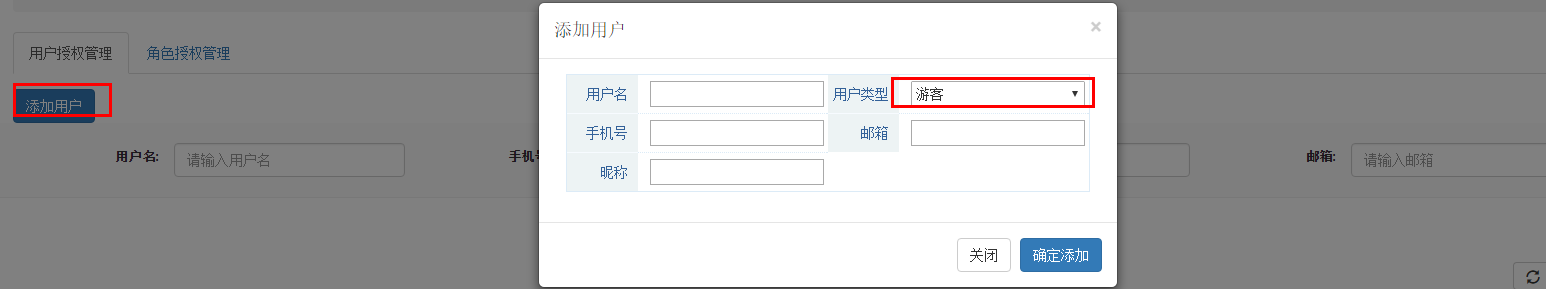 添加用户
×
用户授权管理
角色授权管理
添加用户
用户名
用户类型
游客
手机号
邮箱
昵称
用户名:
请输入用户名
手机
邮箱:
请输入邮箱
关闭
确定添加